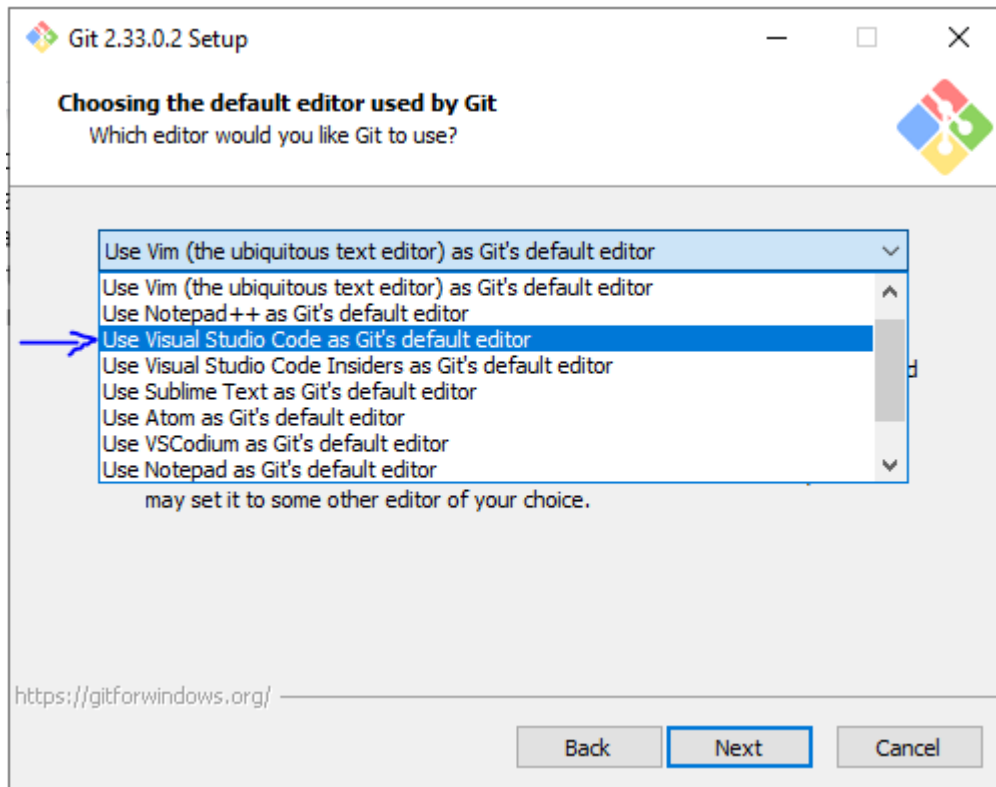 Git 2.33.0.2 Setup
Choosing the default editor used by Git
Which editor would you like Git to use?
Use Vim (the ubiquitous text editor) as Git's default editor
Use Vim (the ubiquitous text editor) as Git's default editor
Use Notepad++ as Git's default editor
Use Visual Studio Code as Git's default editor
Use Visual Studio Code Insiders as Git's default editor
Use Sublime Text as Git's default editor
Use Atom as Git's default editor
Use VSCodium as Git's default editor
Use Notepad as Git's default editor
may set it to some other editor of your choice.
https://gitforwindows.org/
Back Next Cancel